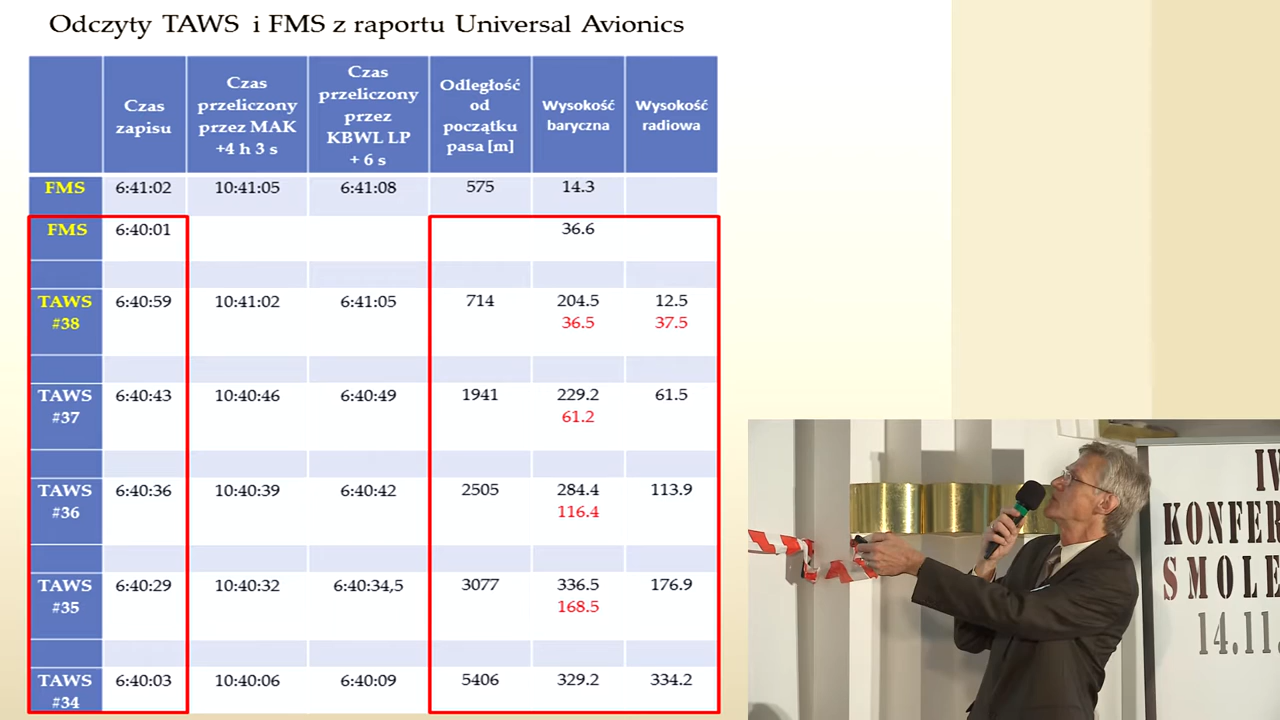 Odczyty TAWS i FMS z raportu Universal Avionics
Czas zapisu
Czas przeliczony przez MAK +4 h 3 s
Czas przeliczony przez KBWL LP + 6 s
Odległość od początku pasa [m]
Wysokość baryczna
Wysokość radiowa
FMS 6:41:02 10:41:05 6:41:08 575 14.3
FMS 6:40:01 36.6
TAWS #38 6:40:59 10:41:02 6:41:05 714 204.5 12.5
36.5 37.5
TAWS #37 6:40:43 10:40:46 6:40:49 1941 229.2 61.5
61.2
TAWS #36 6:40:36 10:40:39 6:40:42 2505 284.4 113.9
116.4
TAWS #35 6:40:29 10:40:32 6:40:34,5 3077 336.5 176.9
168.5
TAWS #34 6:40:03 10:40:06 6:40:09 5406 329.2 334.2
IV
KONFER
SMOLE
14.11.